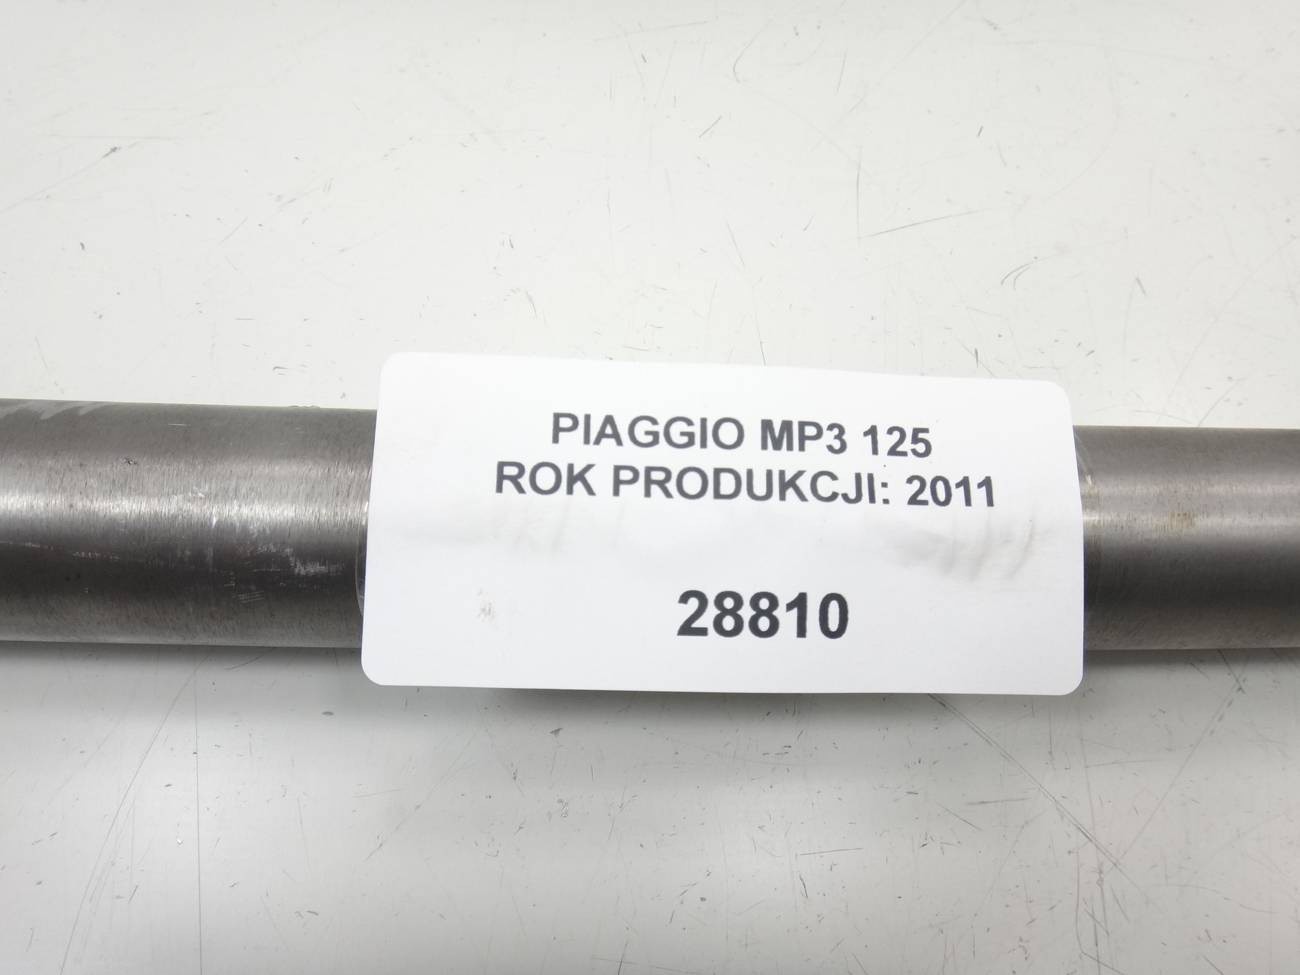 PIAGGIO MP3 125
ROK PRODUKCJI: 2011
28810